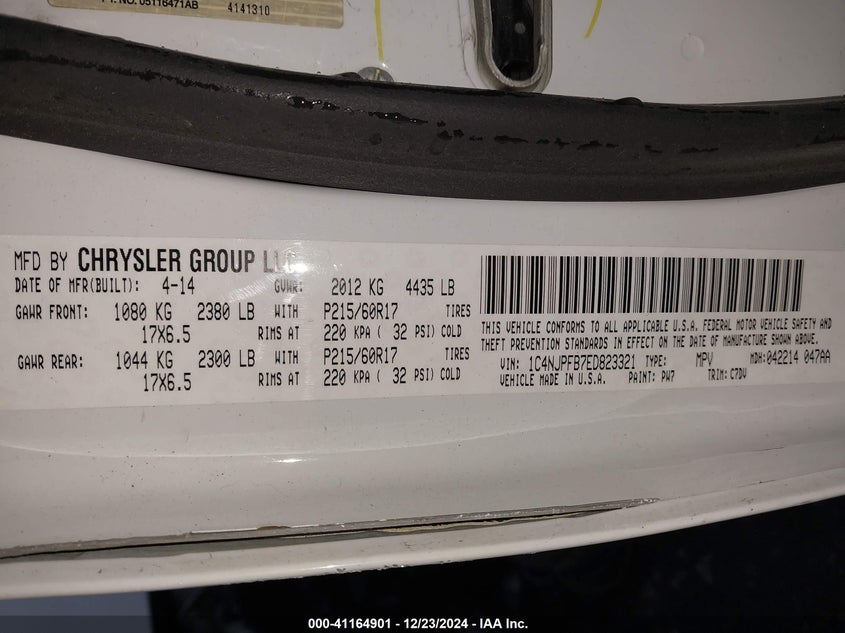 PT. NO. 05116471AB
4141310
MFD BY CHRYSLER GROUP LLC
DATE OF MFR(BUILT): 4-14 GVWR: 2012 KG 4435 LB
GAWR FRONT: 1080 KG 2380 LB WITH P215/60R17 TIRES
17X6.5 RIMS AT 220 KPA ( 32 PSI) COLD
GAWR REAR: 1044 KG 2300 LB WITH P215/60R17 TIRES
17X6.5 RIMS AT 220 KPA ( 32 PSI) COLD
THIS VEHICLE CONFORMS TO ALL APPLICABLE U.S.A. FEDERAL MOTOR VEHICLE SAFETY AND
THEFT PREVENTION STANDARDS IN EFFECT ON THE DATE OF MANUFACTURE SHOWN ABOVE.
VIN: 1C4NJPFB7ED823321 TYPE: MPV MDH: 042214 047AA
VEHICLE MADE IN U.S.A. PAINT: PW7 TRIM: C7DV
000-41164901 - 12/23/2024 - IAA Inc.